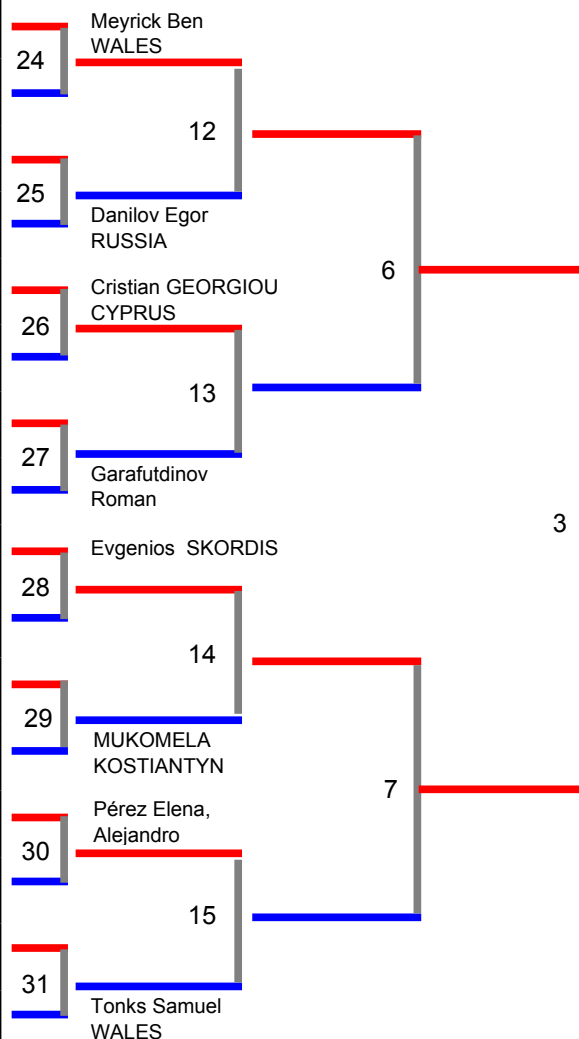 Meyrick Ben
WALES
24
12
25
Danilov Egor
RUSSIA
6
Cristian GEORGIOU
CYPRUS
26
13
27
Garafutdinov
Roman
3
Evgenios  SKORDIS
28
14
29
MUKOMELA
KOSTIANTYN
7
Pérez Elena,
Alejandro
30
15
31
Tonks Samuel
WALES